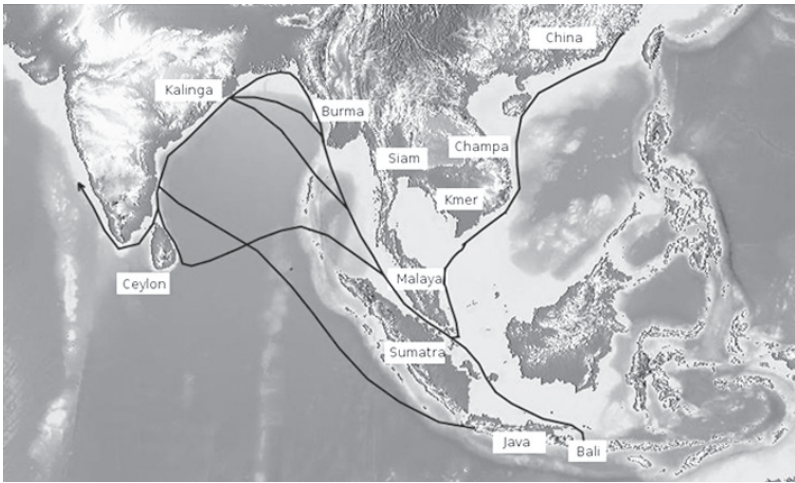 China
Kalinga
Burma
Champa
Siam
Kmer
Malaya
Ceylon
Sumatra
Java
Bali